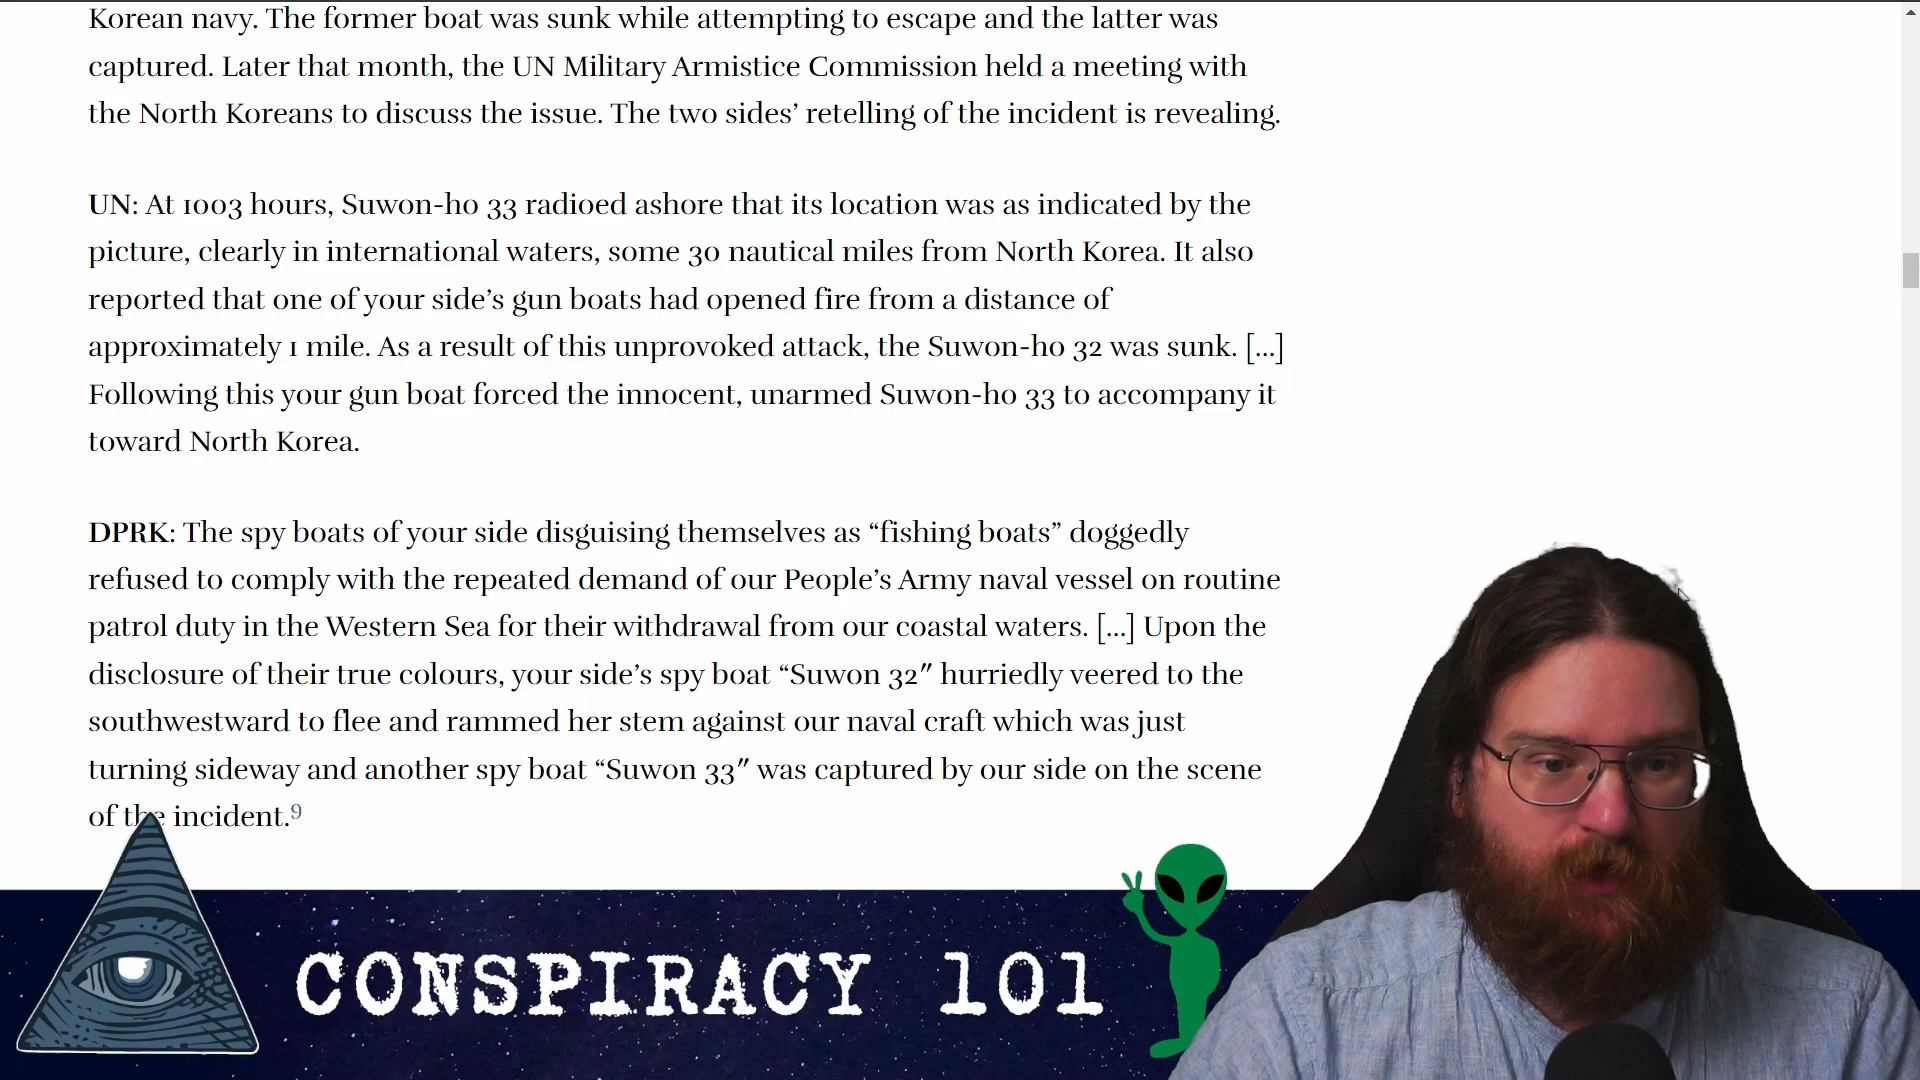 Korean navy. The former boat was sunk while attempting to escape and the latter was
captured. Later that month, the UN Military Armistice Commission held a meeting with
the North Koreans to discuss the issue. The two sides’ retelling of the incident is revealing.
UN: At 1003 hours, Suwon-ho 33 radioed ashore that its location was as indicated by the
picture, clearly in international waters, some 30 nautical miles from North Korea. It also
reported that one of your side’s gun boats had opened fire from a distance of
approximately 1 mile. As a result of this unprovoked attack, the Suwon-ho 32 was sunk. [...]
Following this your gun boat forced the innocent, unarmed Suwon-ho 33 to accompany it
toward North Korea.
DPRK: The spy boats of your side disguising themselves as “fishing boats” doggedly
refused to comply with the repeated demand of our People’s Army naval vessel on routine
patrol duty in the Western Sea for their withdrawal from our coastal waters. [...] Upon the
disclosure of their true colours, your side’s spy boat “Suwon 32″ hurriedly veered to the
southwestward to flee and rammed her stem against our naval craft which was just
turning sideway and another spy boat “Suwon 33″ was captured by our side on the scene
of the incident.9
CONSPIRACY 101